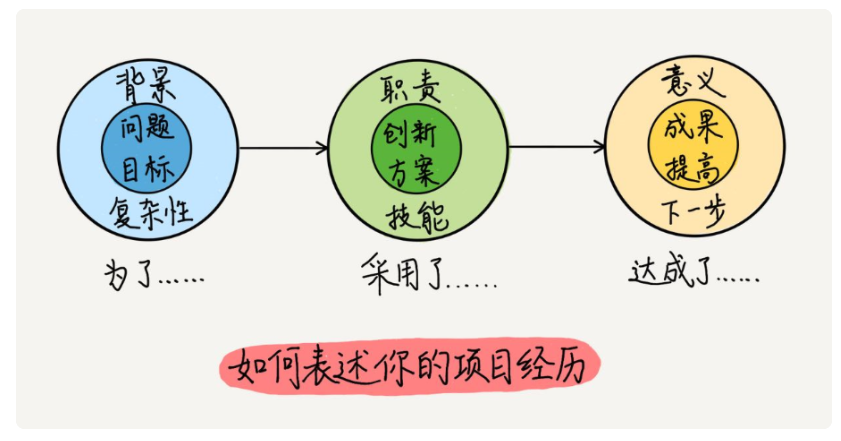 背景
问题
目标
复杂性
为了……
职责
创新
方案
技能
采用了……
意义
成果
提高
下一步
达成了……
如何表述你的项目经历